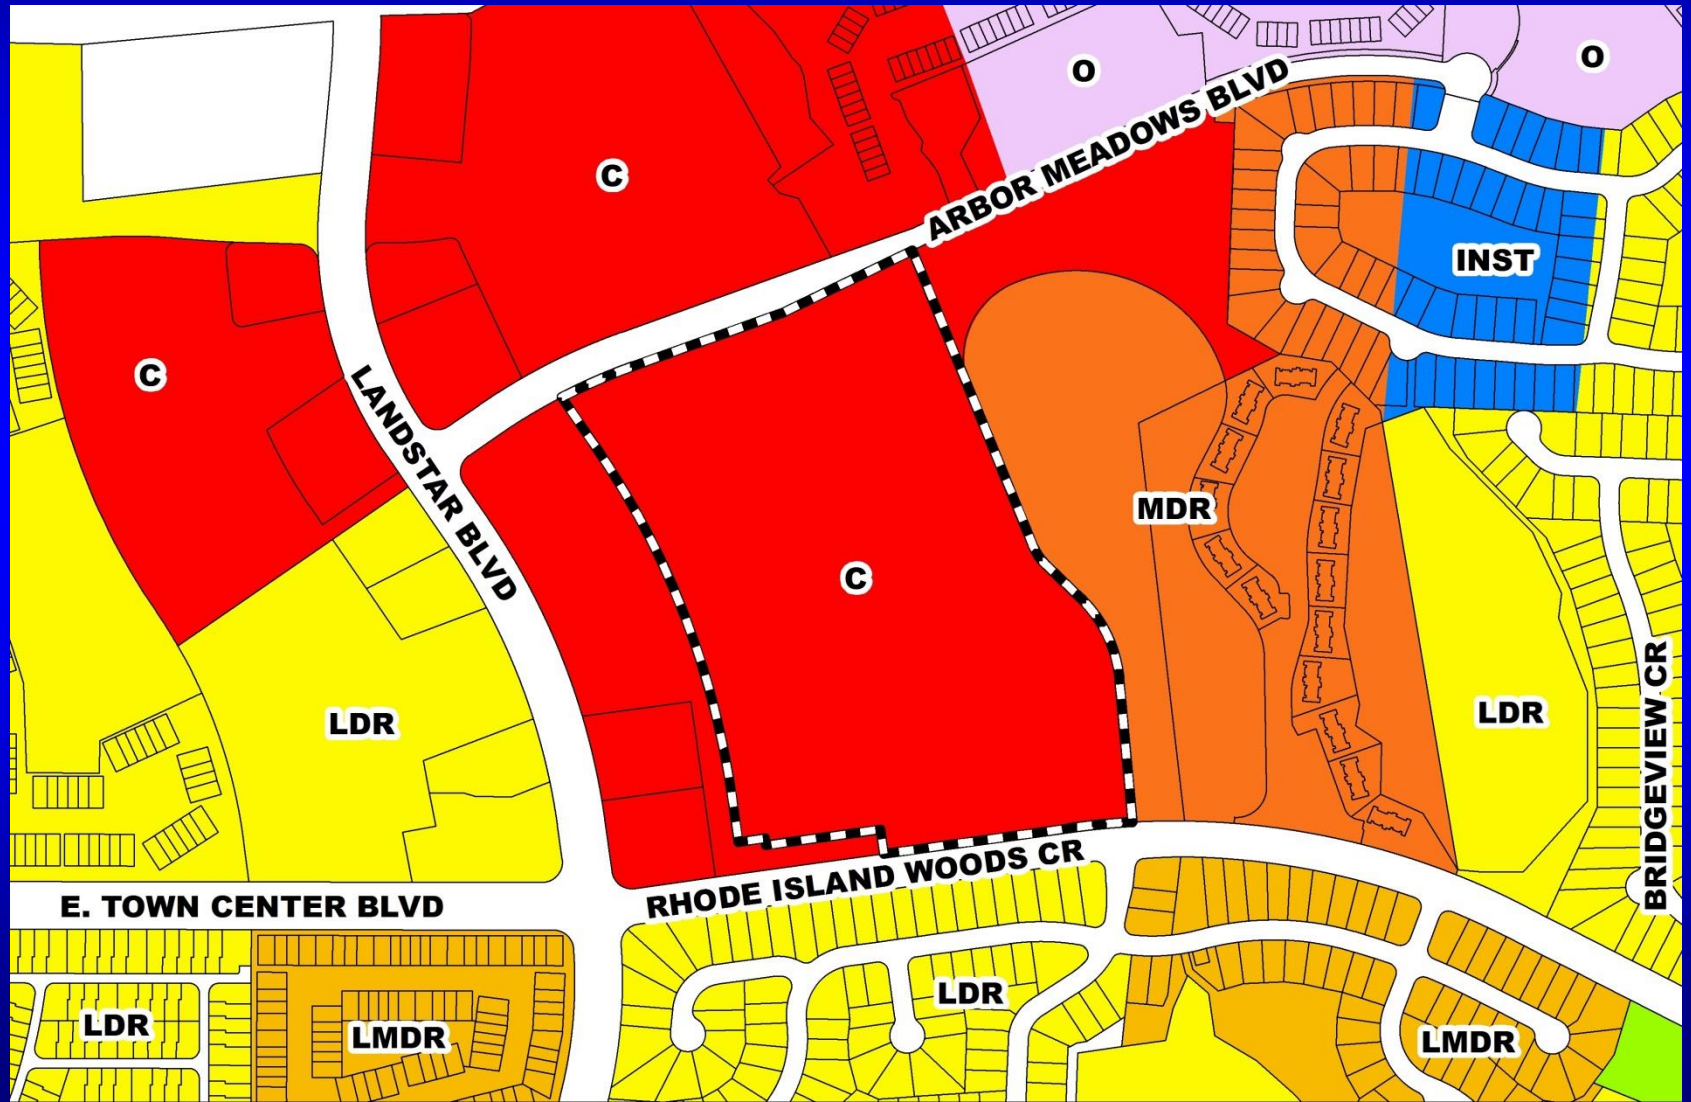 O
O
ARBOR MEADOWS BLVD
C
INST
C
LANDSTAR BLVD
MDR
C
LDR
LDR
BRIDGEVIEW CR
RHODE ISLAND WOODS CR
E. TOWN CENTER BLVD
LDR
LDR
LMDR
LMDR